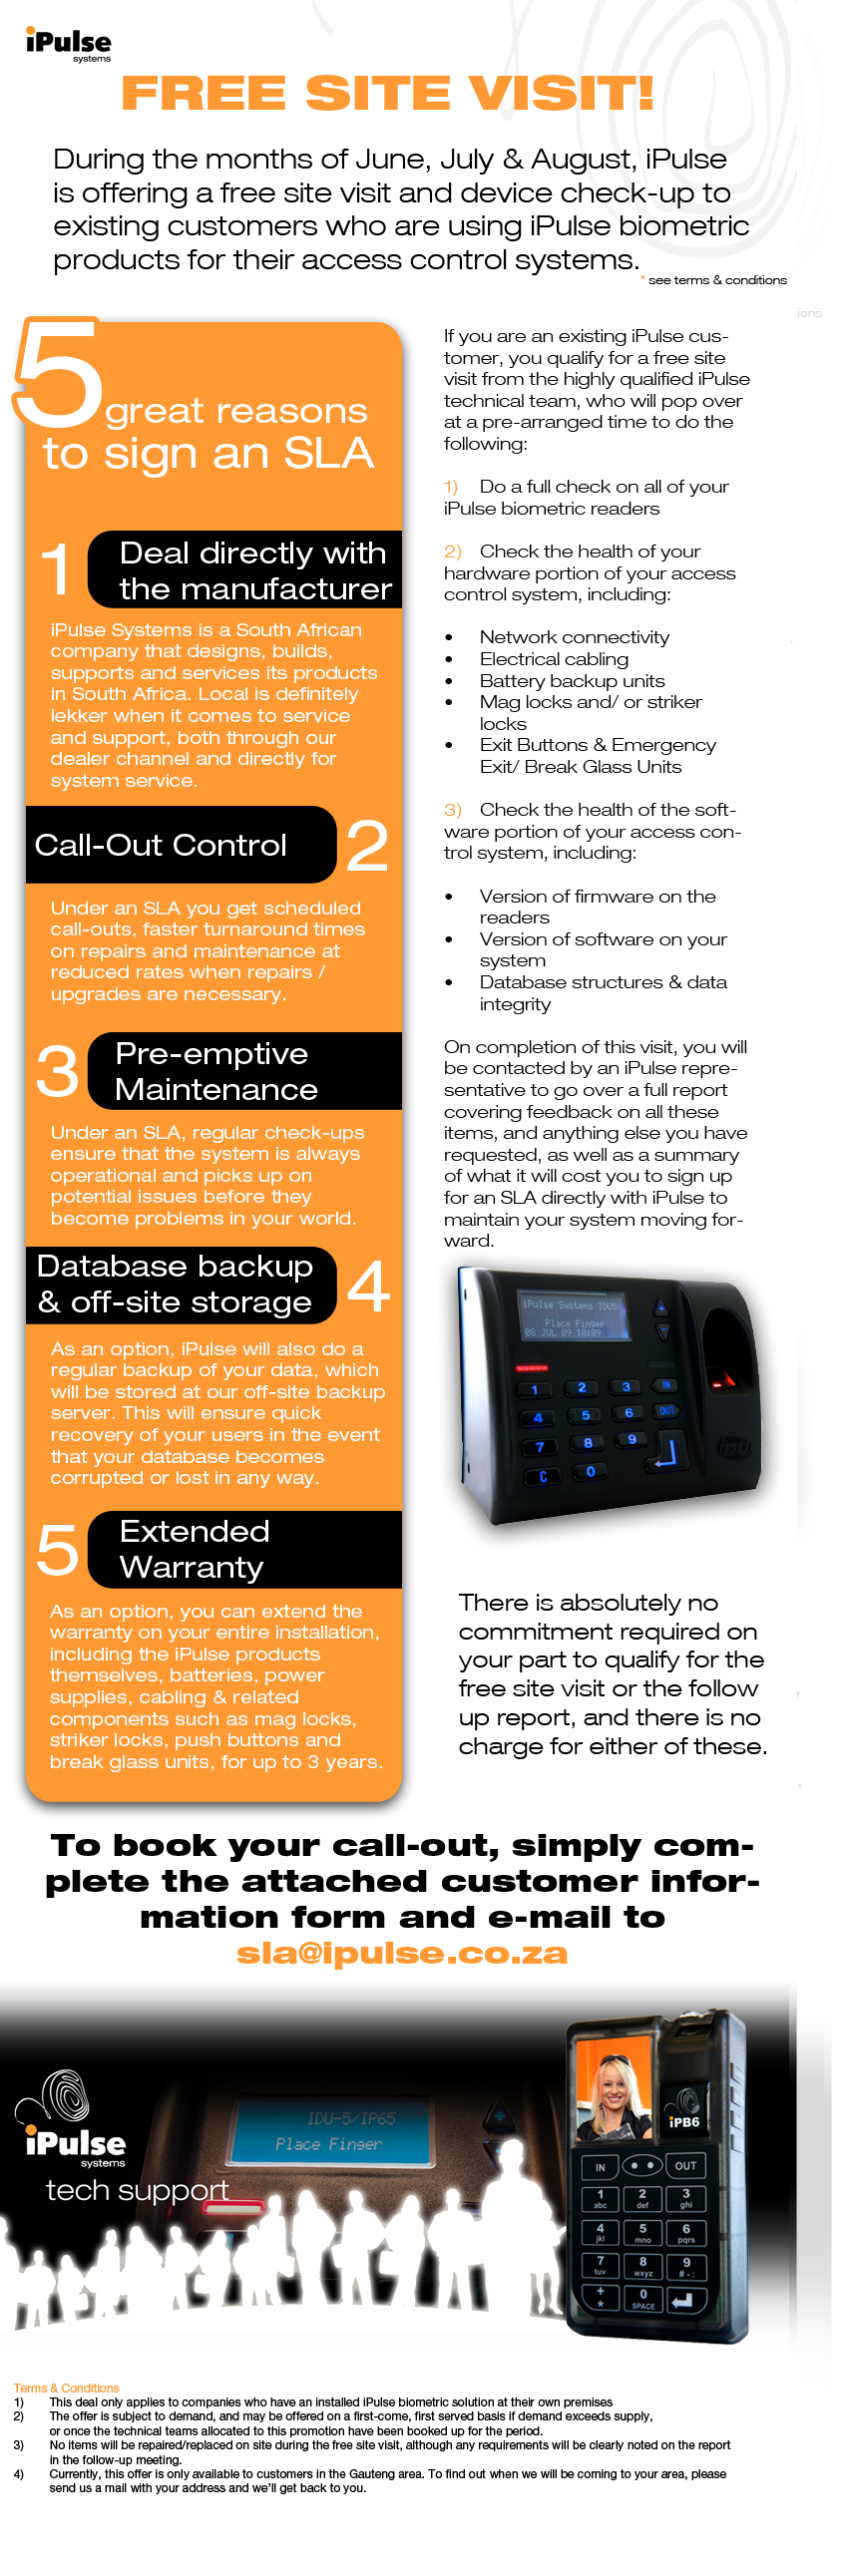 iPulse
systems
FREE SITE VISIT!
During the months of June, July & August, iPulse
is offering a free site visit and device check-up to
existing customers who are using iPulse biometric
products for their access control systems.
* see terms & conditions
ions
5 great reasons
to sign an SLA
1 Deal directly with
the manufacturer
iPulse Systems is a South African
company that designs, builds,
supports and services its products
in South Africa. Local is definitely
lekker when it comes to service
and support, both through our
dealer channel and directly for
system service.
Call-Out Control 2
Under an SLA you get scheduled
call-outs, faster turnaround times
on repairs and maintenance at
reduced rates when repairs /
upgrades are necessary.
3 Pre-emptive
Maintenance
Under an SLA, regular check-ups
ensure that the system is always
operational and picks up on
potential issues before they
become problems in your world.
Database backup
& off-site storage 4
As an option, iPulse will also do a
regular backup of your data, which
will be stored at our off-site backup
server. This will ensure quick
recovery of your users in the event
that your database becomes
corrupted or lost in any way.
5 Extended
Warranty
As an option, you can extend the
warranty on your entire installation,
including the iPulse products
themselves, batteries, power
supplies, cabling & related
components such as mag locks,
striker locks, push buttons and
break glass units, for up to 3 years.
If you are an existing iPulse cus-
tomer, you qualify for a free site
visit from the highly qualified iPulse
technical team, who will pop over
at a pre-arranged time to do the
following:
1) Do a full check on all of your
iPulse biometric readers
2) Check the health of your
hardware portion of your access
control system, including:
• Network connectivity
• Electrical cabling
• Battery backup units
• Mag locks and/ or striker
locks
• Exit Buttons & Emergency
Exit/ Break Glass Units
3) Check the health of the soft-
ware portion of your access con-
trol system, including:
• Version of firmware on the
readers
• Version of software on your
system
• Database structures & data
integrity
On completion of this visit, you will
be contacted by an iPulse repre-
sentative to go over a full report
covering feedback on all these
items, and anything else you have
requested, as well as a summary
of what it will cost you to sign up
for an SLA directly with iPulse to
maintain your system moving for-
ward.
iPulse Systems IDU5
Place Finger
08 JUL 09 10:09
1 2 3 IN
4 5 6 OUT
7 8 9
C 0
ipu
There is absolutely no
commitment required on
your part to qualify for the
free site visit or the follow
up report, and there is no
charge for either of these.
To book your call-out, simply com-
plete the attached customer infor-
mation form and e-mail to
sla@ipulse.co.za
IDU-5/IP65
Place Finger
iPulse
systems
tech support
iPB6
IN OUT
1 2 3
abc def ghi
4 5 6
jkl mno pqrs
7 8 9
tuv wxyz # - :
+ 0
* SPACE
Terms & Conditions
1) This deal only applies to companies who have an installed iPulse biometric solution at their own premises
2) The offer is subject to demand, and may be offered on a first-come, first served basis if demand exceeds supply,
or once the technical teams allocated to this promotion have been booked up for the period.
3) No items will be repaired/replaced on site during the free site visit, although any requirements will be clearly noted on the report
in the follow-up meeting.
4) Currently, this offer is only available to customers in the Gauteng area. To find out when we will be coming to your area, please
send us a mail with your address and we'll get back to you.